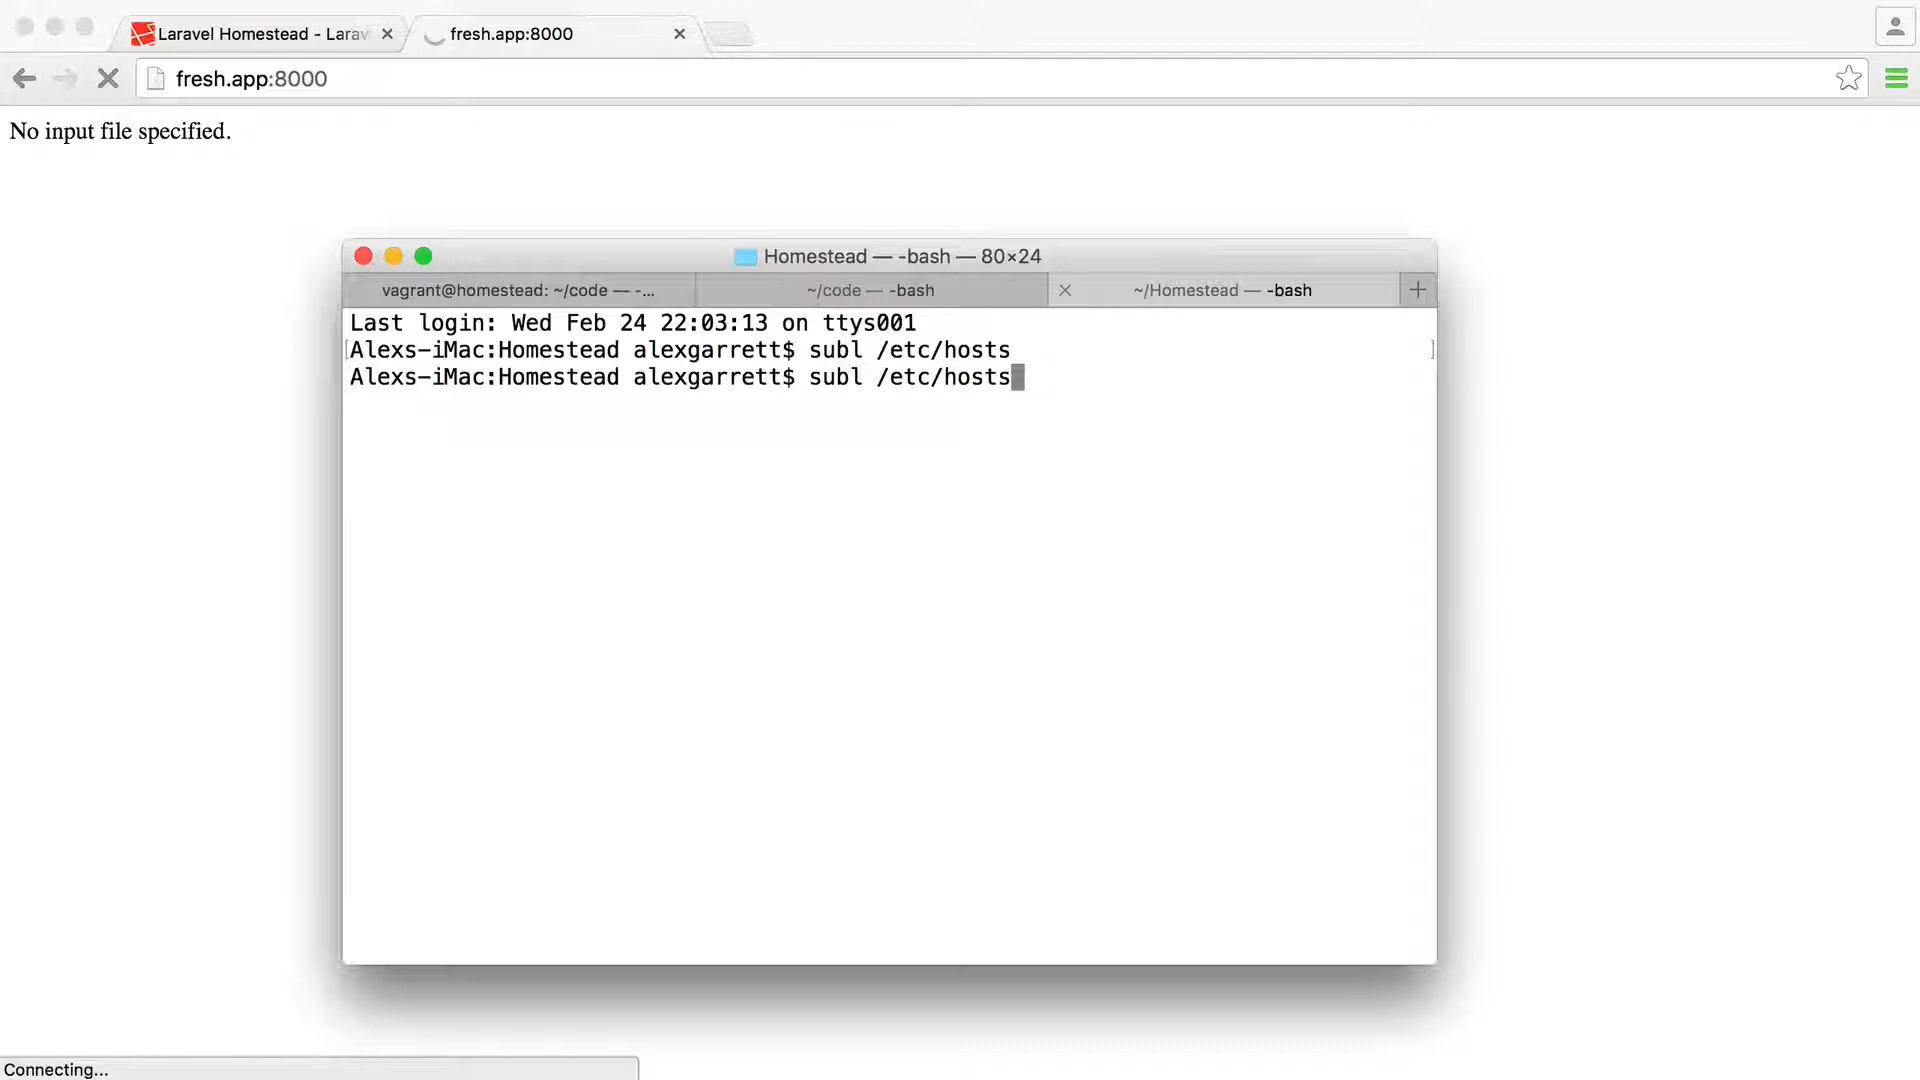 Laravel Homestead - Larav
fresh.app:8000
fresh.app:8000
No input file specified.
Homestead — -bash — 80×24
vagrant@homestead: ~/code — -...
~/code — -bash
~/Homestead — -bash
Last login: Wed Feb 24 22:03:13 on ttys001
[Alexs-iMac:Homestead alexgarrett$ subl /etc/hosts ]
Alexs-iMac:Homestead alexgarrett$ subl /etc/hosts
Connecting...